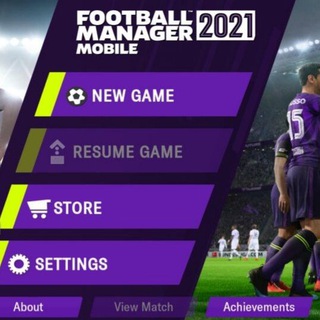 FOOTBALL
MANAGER 2021
MOBILE
NEW GAME
RESUME GAME
STORE
SETTINGS
About
View Match
Achievements
15